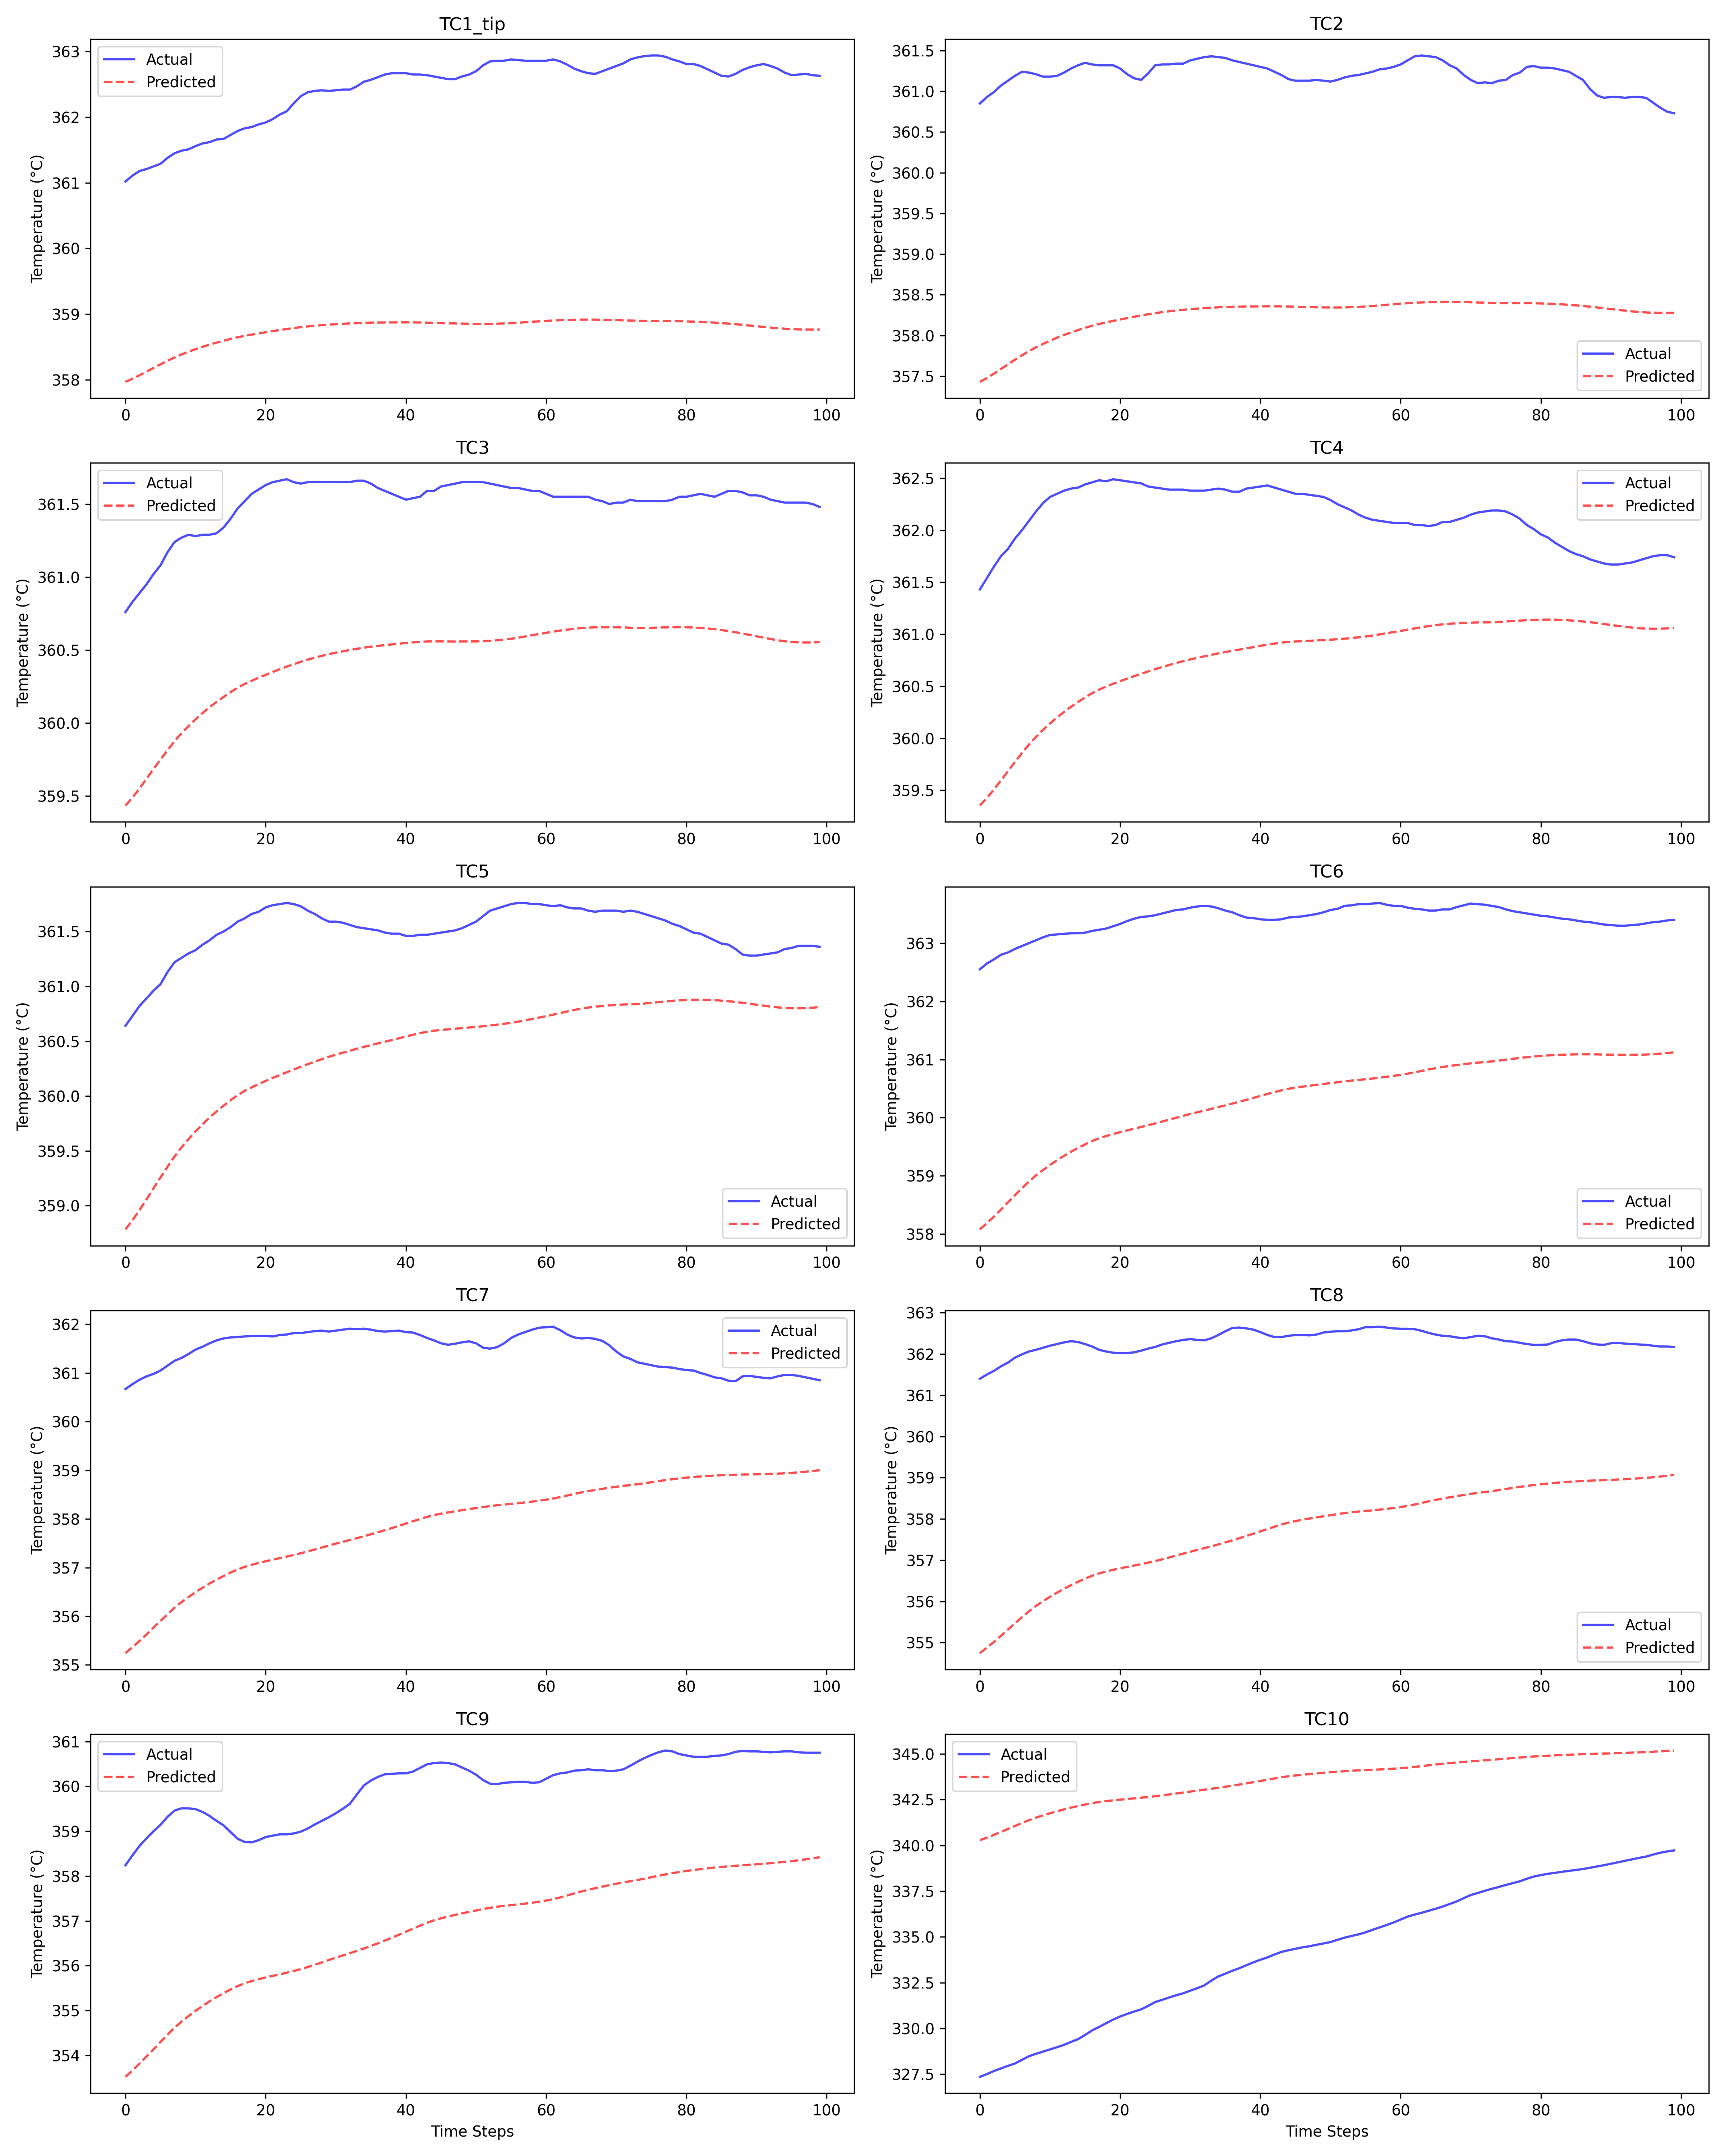 TC1_tip
Temperature (°C)
363
362
361
360
359
358
0 20 40 60 80 100
Actual
Predicted
TC2
Temperature (°C)
361.5
361.0
360.5
360.0
359.5
359.0
358.5
358.0
357.5
0 20 40 60 80 100
Actual
Predicted
TC3
Temperature (°C)
361.5
361.0
360.5
360.0
359.5
0 20 40 60 80 100
Actual
Predicted
TC4
Temperature (°C)
362.5
362.0
361.5
361.0
360.5
360.0
359.5
0 20 40 60 80 100
Actual
Predicted
TC5
Temperature (°C)
361.5
361.0
360.5
360.0
359.5
359.0
0 20 40 60 80 100
Actual
Predicted
TC6
Temperature (°C)
363
362
361
360
359
358
0 20 40 60 80 100
Actual
Predicted
TC7
Temperature (°C)
362
361
360
359
358
357
356
355
0 20 40 60 80 100
Actual
Predicted
TC8
Temperature (°C)
363
362
361
360
359
358
357
356
355
0 20 40 60 80 100
Actual
Predicted
TC9
Temperature (°C)
361
360
359
358
357
356
355
354
0 20 40 60 80 100
Time Steps
Actual
Predicted
TC10
Temperature (°C)
345.0
342.5
340.0
337.5
335.0
332.5
330.0
327.5
0 20 40 60 80 100
Time Steps
Actual
Predicted